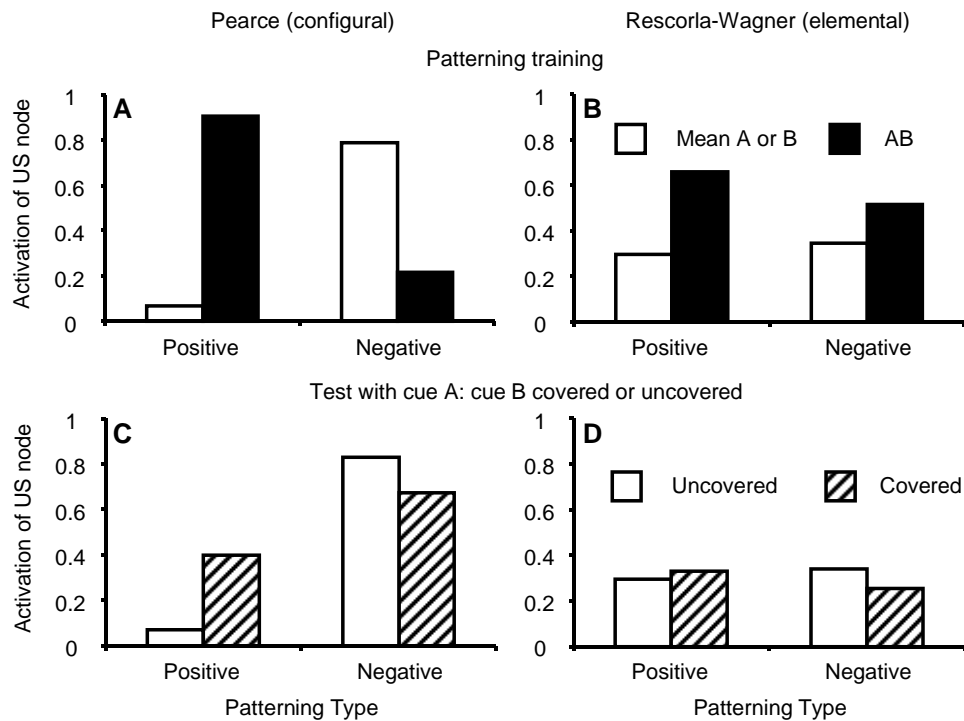 Pearce (configural) Rescorla-Wagner (elemental)
Patterning training
A
B
Activation of US node
1
0.8
0.6
0.4
0.2
0
1
0.8
0.6
0.4
0.2
0
Mean A or B AB
Positive Negative
Positive Negative
Test with cue A: cue B covered or uncovered
C
D
Activation of US node
1
0.8
0.6
0.4
0.2
0
1
0.8
0.6
0.4
0.2
0
Uncovered Covered
Positive Negative
Positive Negative
Patterning Type Patterning Type